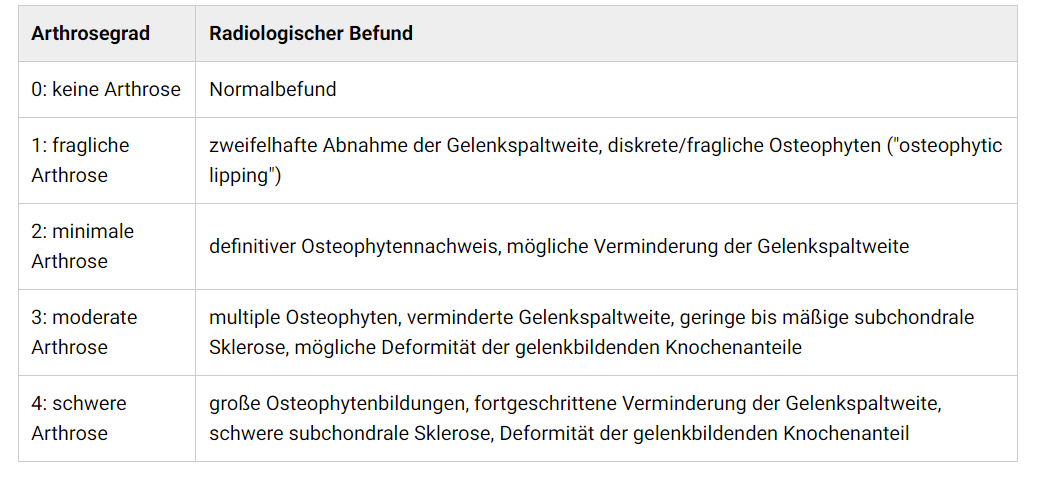 Arthrosegrad
Radiologischer Befund
0: keine Arthrose
Normalbefund
1: fragliche
Arthrose
zweifelhafte Abnahme der Gelenkspaltweite, diskrete/fragliche Osteophyten ("osteophytic
lipping")
2: minimale
Arthrose
definitiver Osteophytennachweis, mögliche Verminderung der Gelenkspaltweite
3: moderate
Arthrose
multiple Osteophyten, verminderte Gelenkspaltweite, geringe bis mäßige subchondrale
Sklerose, mögliche Deformität der gelenkbildenden Knochenanteile
4: schwere
Arthrose
große Osteophytenbildungen, fortgeschrittene Verminderung der Gelenkspaltweite,
schwere subchondrale Sklerose, Deformität der gelenkbildenden Knochenanteil